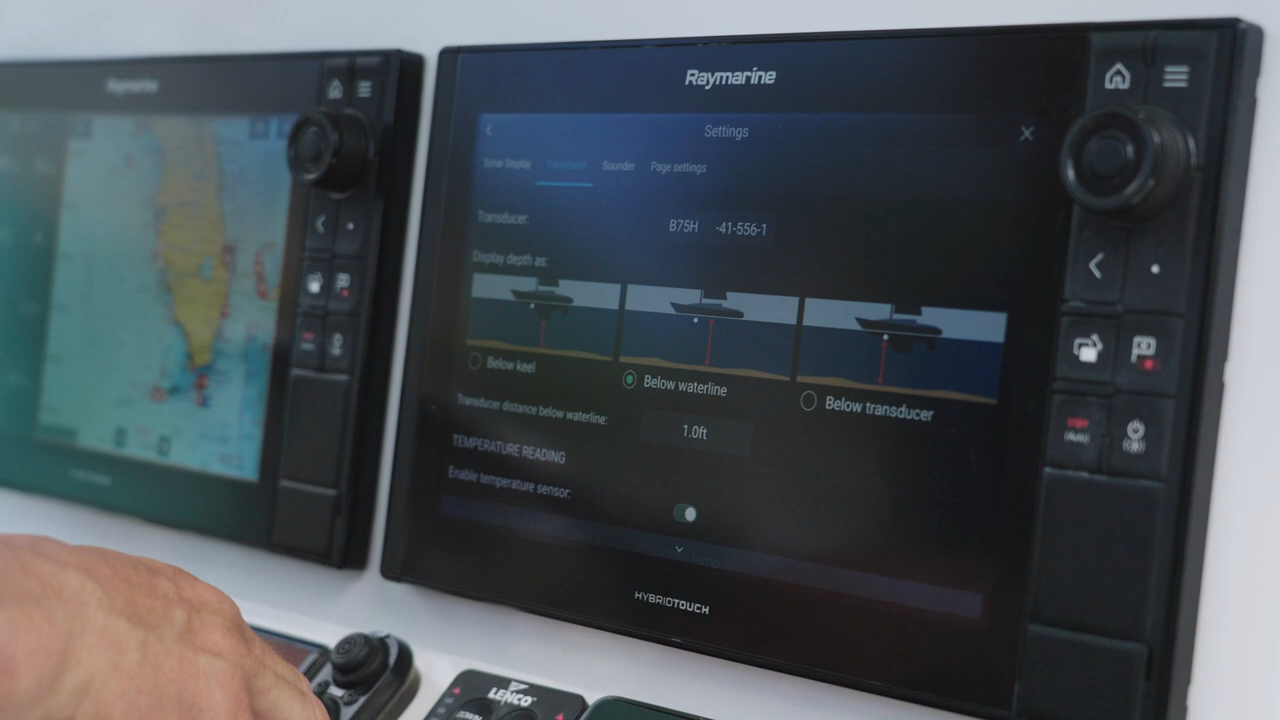 Raymarine
Raymarine
Settings
Sonar Display Transducer Sounder Page settings
Transducer: B75H -41-556-1
Display depth as:
Below keel
Below waterline
Below transducer
Transducer distance below waterline: 1.0ft
TEMPERATURE READING
Enable temperature sensor:
HYBRIDTOUCH
(Auto)
LENCO